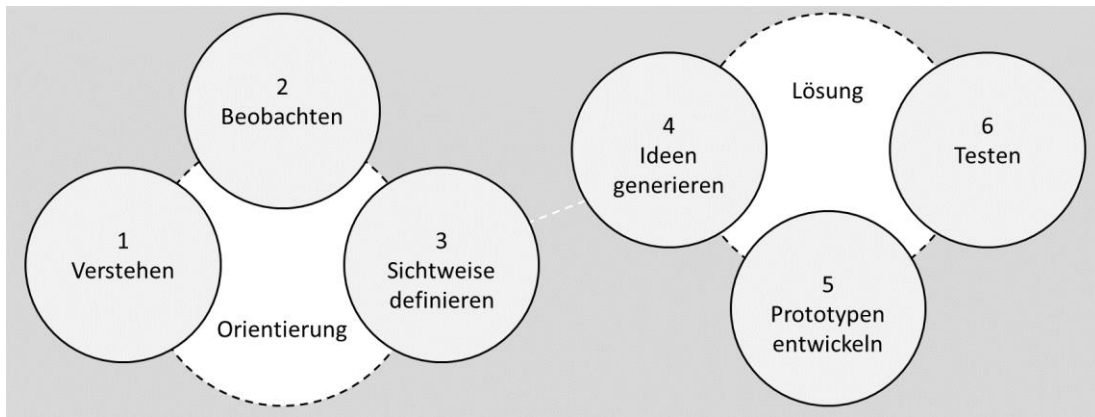 1
Verstehen
2
Beobachten
3
Sichtweise
definieren
Orientierung
4
Ideen
generieren
5
Prototypen
entwickeln
6
Testen
Lösung